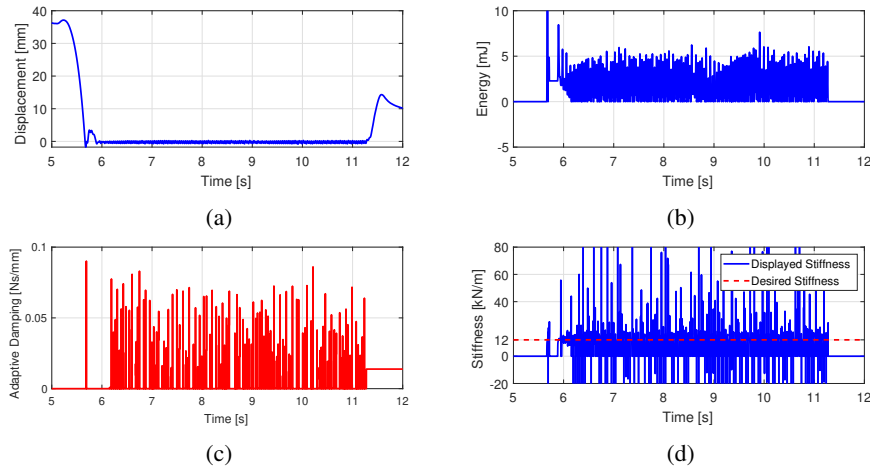 40
30
20
10
0
Displacement [mm]
5 6 7 8 9 10 11 12
Time [s]
(a)
10
5
0
-5
Energy [mJ]
5 6 7 8 9 10 11 12
Time [s]
(b)
0.1
0.05
0
Adaptive Damping [Ns/mm]
5 6 7 8 9 10 11 12
Time [s]
(c)
80
60
40
12
0
-20
Stiffness [kN/m]
Displayed Stiffness
Desired Stiffness
5 6 7 8 9 10 11 12
Time [s]
(d)